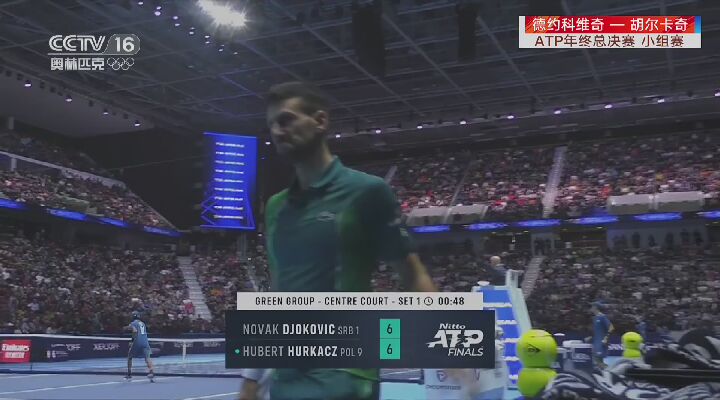 CCTV 16
奥林匹克
德约科维奇 — 胡尔卡奇
ATP年终总决赛 小组赛
GREEN GROUP - CENTRE COURT - SET 1 00:48
NOVAK DJOKOVIC SRB 1 6
HUBERT HURKACZ POL 9 6
Nitto
ATP
FINALS